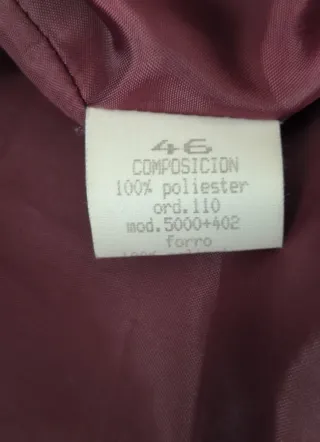 46
COMPOSICION
100% poliester
ord.110
mod.5000+402
forro